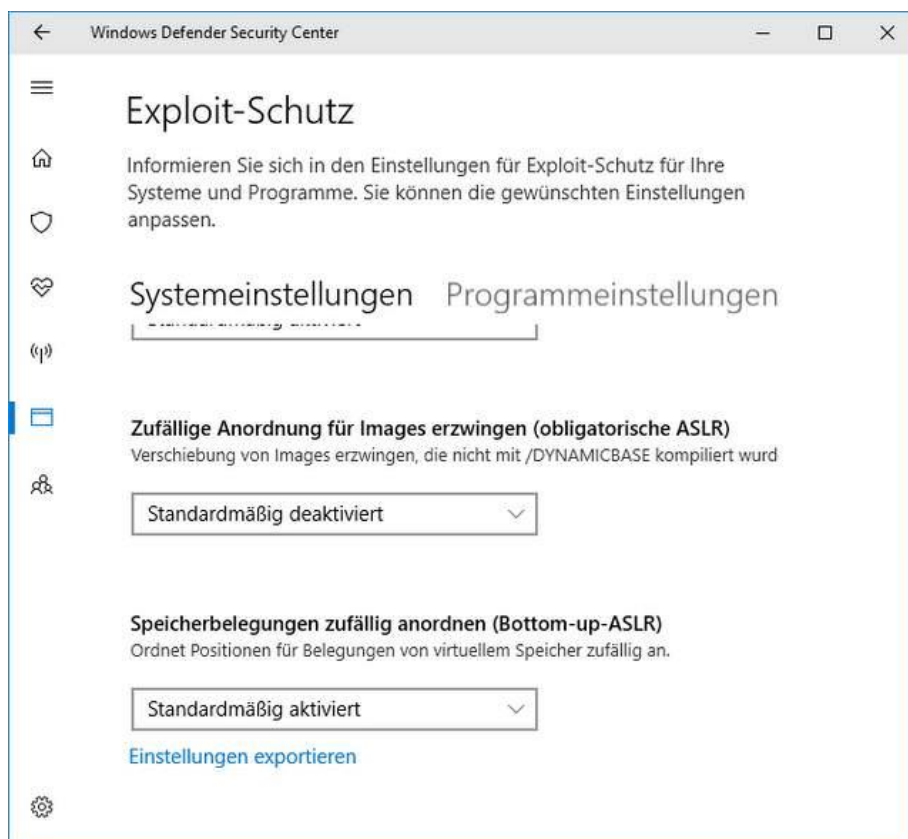 Windows Defender Security Center
Exploit-Schutz
Informieren Sie sich in den Einstellungen für Exploit-Schutz für Ihre
Systeme und Programme. Sie können die gewünschten Einstellungen
anpassen.
Systemeinstellungen Programmeinstellungen
Standardmäßig aktiviert
Zufällige Anordnung für Images erzwingen (obligatorische ASLR)
Verschiebung von Images erzwingen, die nicht mit /DYNAMICBASE kompiliert wurd
Standardmäßig deaktiviert
Speicherbelegungen zufällig anordnen (Bottom-up-ASLR)
Ordnet Positionen für Belegungen von virtuellem Speicher zufällig an.
Standardmäßig aktiviert
Einstellungen exportieren